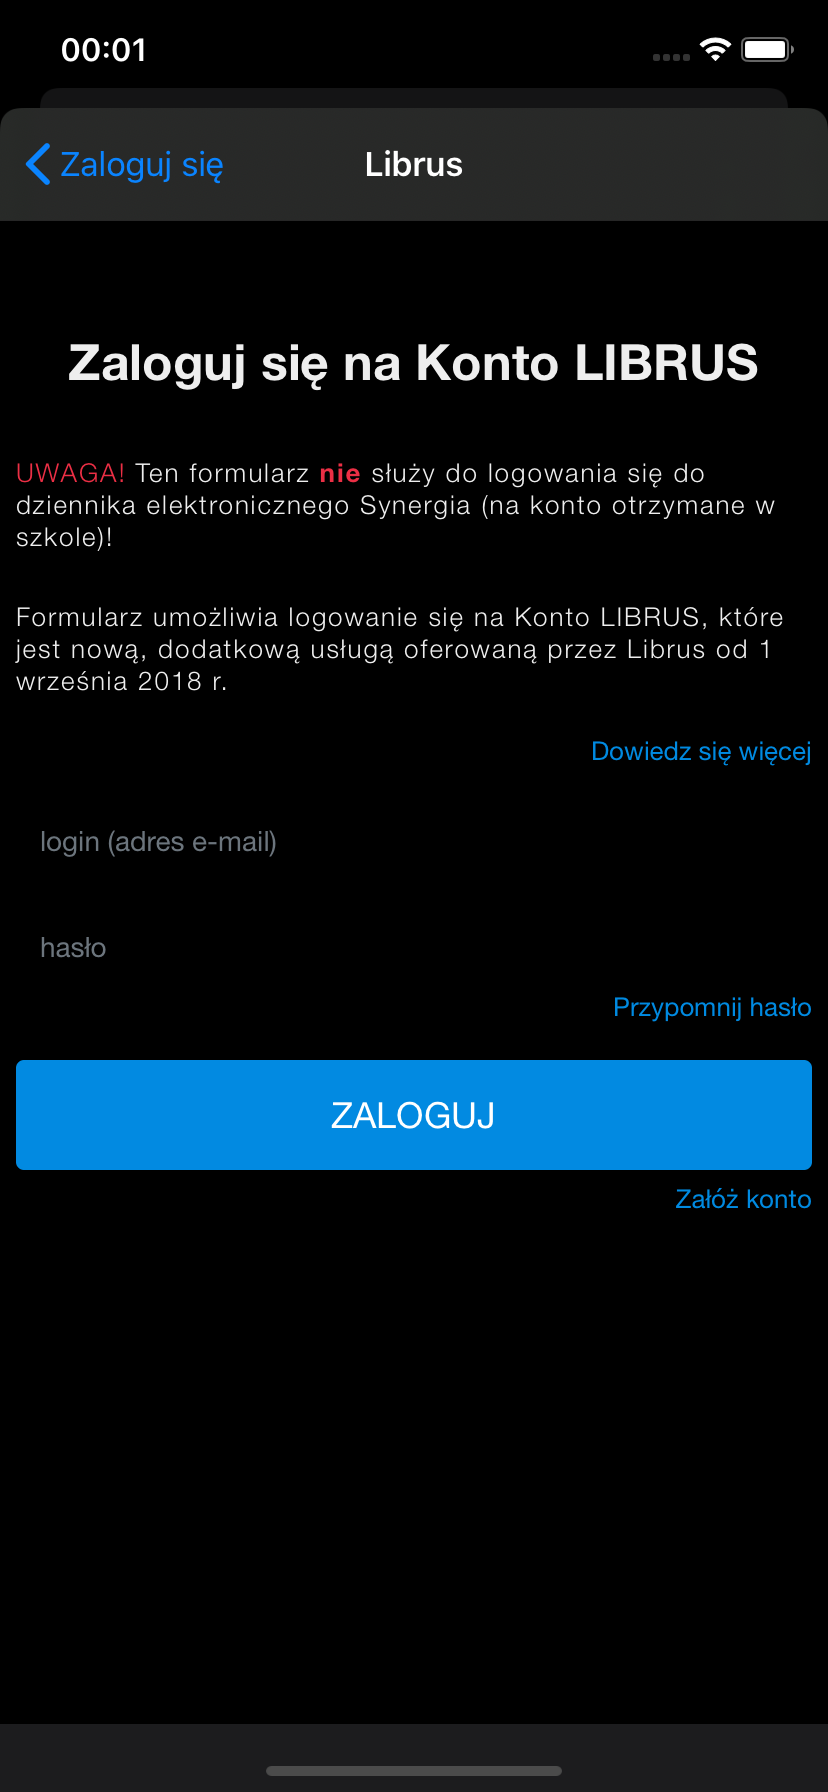 00:01
Zaloguj się
Librus
Zaloguj się na Konto LIBRUS
UWAGA! Ten formularz nie służy do logowania się do
dziennika elektronicznego Synergia (na konto otrzymane w
szkole)!
Formularz umożliwia logowanie się na Konto LIBRUS, które
jest nową, dodatkową usługą oferowaną przez Librus od 1
września 2018 r.
Dowiedz się więcej
login (adres e-mail)
hasło
Przypomnij hasło
ZALOGUJ
Załóż konto